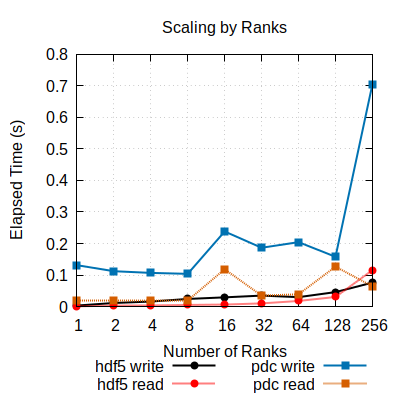 Scaling by Ranks
0.8
0.7
0.6
0.5
0.4
0.3
0.2
0.1
0
Elapsed Time (s)
1 2 4 8 16 32 64 128 256
Number of Ranks
hdf5 write pdc write
hdf5 read pdc read